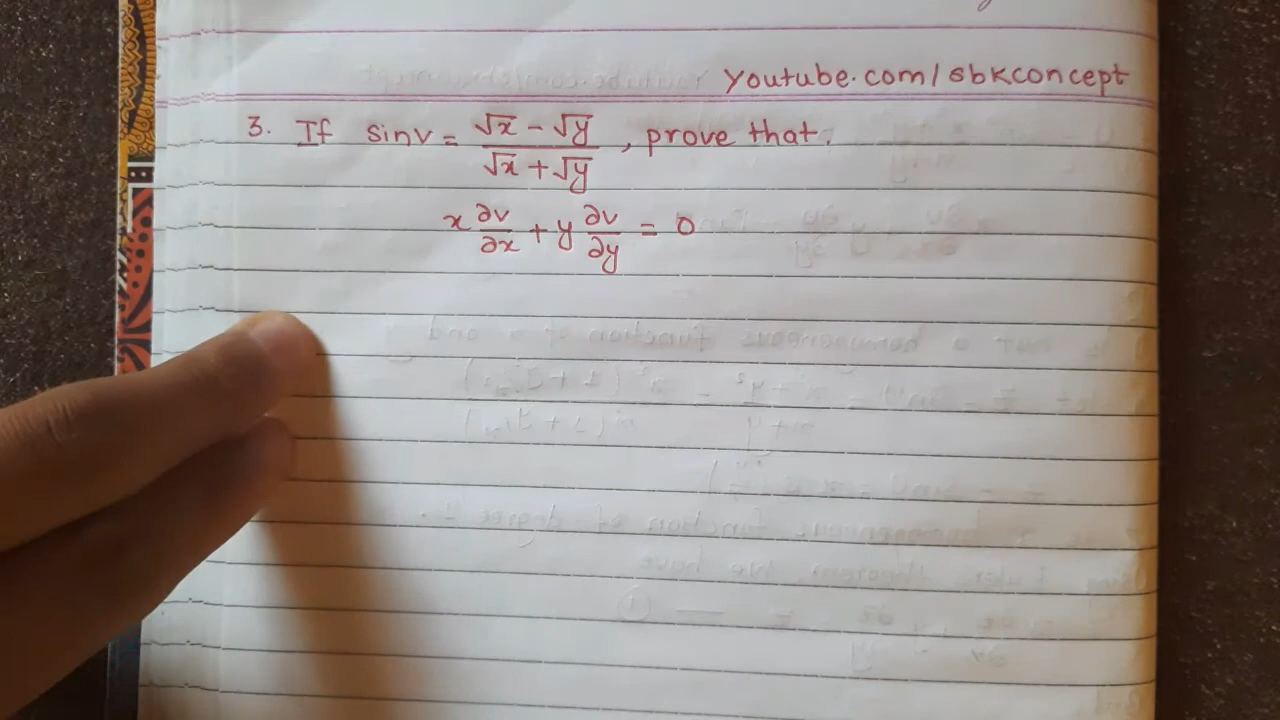 youtube.com/sbkconcept
3. If sinv = √x − √y / √x + √y , prove that.
x ∂v/∂x + y ∂v/∂y = 0